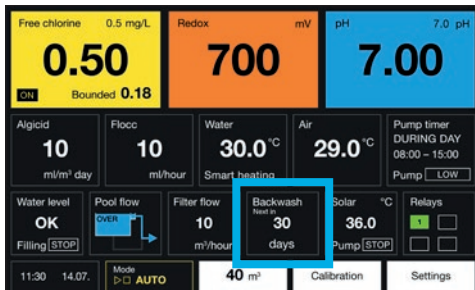 Free chlorine 0.5 mg/L
0.50
ON Bounded 0.18
Redox mV
700
pH 7.0 pH
7.00
Algicid
10
ml/m³ day
Flocc
10
ml/hour
Water
30.0 °C
Smart heating
Air
29.0 °C
Pump timer
DURING DAY
08:00 – 15:00
Pump LOW
Water level
OK
Filling STOP
Pool flow
OVER
Filter flow
10
m³/hour
Backwash
Next in
30
days
Solar °C
36.0
Pump STOP
Relays
1
11:30 14.07.
Mode
AUTO
40 m³
Calibration
Settings